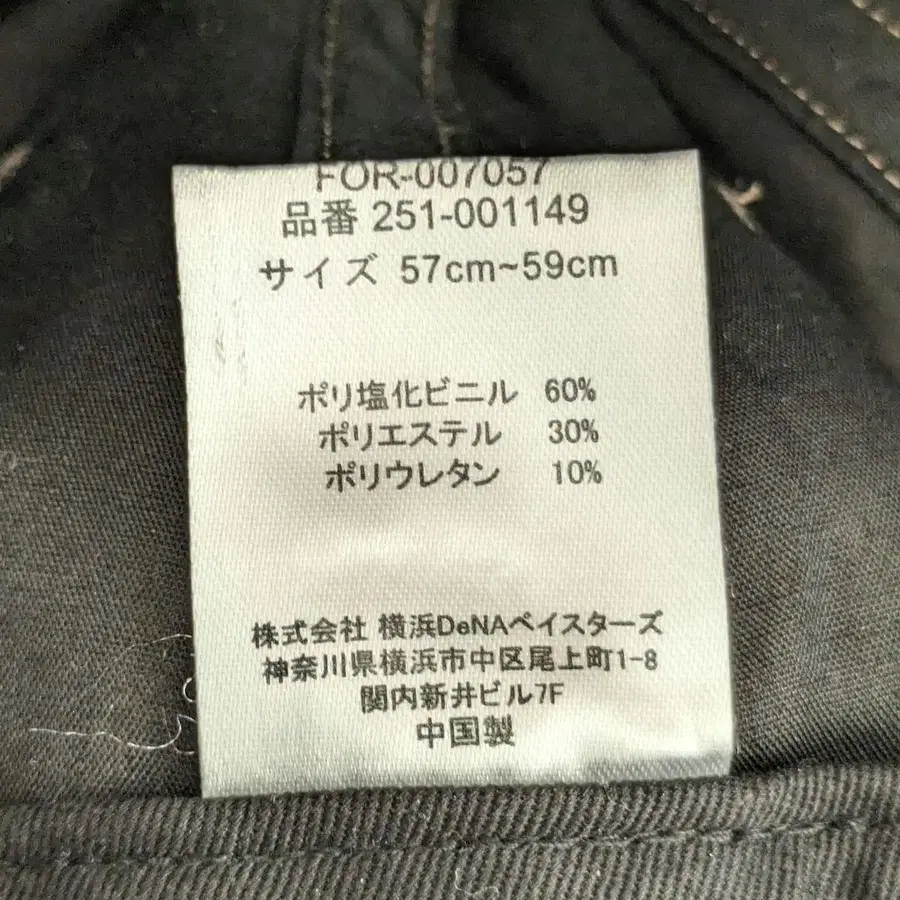 FOR-007057
品番 251-001149
サイズ 57cm~59cm
ポリ塩化ビニル 60%
ポリエステル 30%
ポリウレタン 10%
株式会社 横浜DeNAベイスターズ
神奈川県横浜市中区尾上町1-8
関内新井ビル7F
中国製